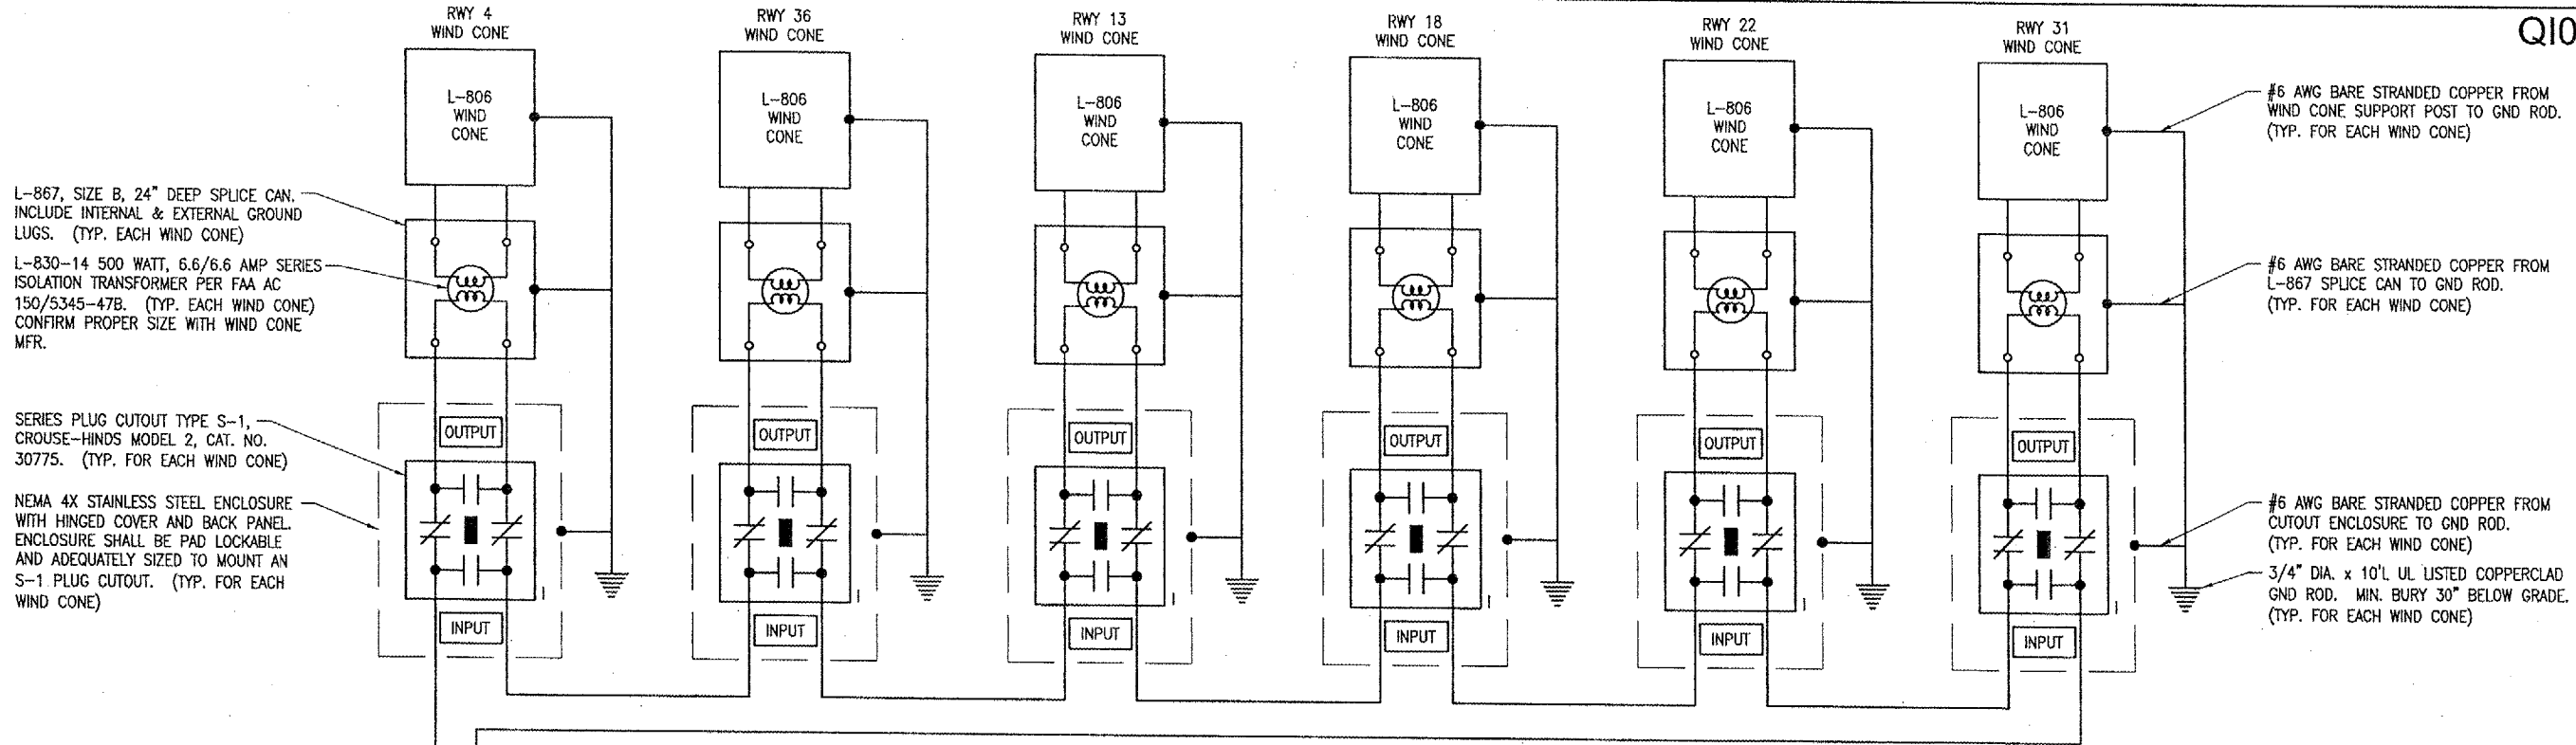 RWY 4
WIND CONE
RWY 36
WIND CONE
RWY 13
WIND CONE
RWY 18
WIND CONE
RWY 22
WIND CONE
RWY 31
WIND CONE
QI0
L-806
WIND
CONE
L-806
WIND
CONE
L-806
WIND
CONE
L-806
WIND
CONE
L-806
WIND
CONE
L-806
WIND
CONE
#6 AWG BARE STRANDED COPPER FROM
WIND CONE SUPPORT POST TO GND ROD.
(TYP. FOR EACH WIND CONE)
L-867, SIZE B, 24" DEEP SPLICE CAN.
INCLUDE INTERNAL & EXTERNAL GROUND
LUGS. (TYP. EACH WIND CONE)
L-830-14 500 WATT, 6.6/6.6 AMP SERIES
ISOLATION TRANSFORMER PER FAA AC
150/5345-47B. (TYP. EACH WIND CONE)
CONFIRM PROPER SIZE WITH WIND CONE
MFR.
#6 AWG BARE STRANDED COPPER FROM
L-867 SPLICE CAN TO GND ROD.
(TYP. FOR EACH WIND CONE)
SERIES PLUG CUTOUT TYPE S-1,
CROUSE-HINDS MODEL 2, CAT. NO.
30775. (TYP. FOR EACH WIND CONE)
NEMA 4X STAINLESS STEEL ENCLOSURE
WITH HINGED COVER AND BACK PANEL.
ENCLOSURE SHALL BE PAD LOCKABLE
AND ADEQUATELY SIZED TO MOUNT AN
S-1 PLUG CUTOUT. (TYP. FOR EACH
WIND CONE)
OUTPUT
OUTPUT
OUTPUT
OUTPUT
OUTPUT
OUTPUT
#6 AWG BARE STRANDED COPPER FROM
CUTOUT ENCLOSURE TO GND ROD.
(TYP. FOR EACH WIND CONE)
3/4" DIA. x 10'L UL LISTED COPPERCLAD
GND ROD. MIN. BURY 30" BELOW GRADE.
(TYP. FOR EACH WIND CONE)
INPUT
INPUT
INPUT
INPUT
INPUT
INPUT